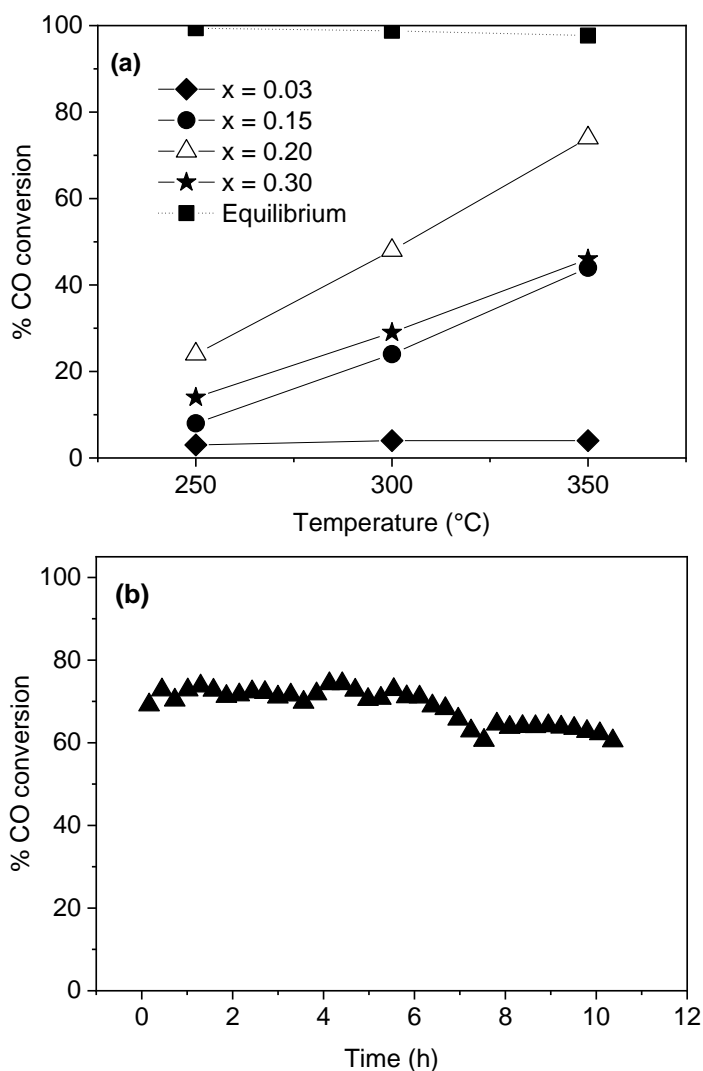 100
(a)
x = 0.03
80
x = 0.15
x = 0.20
60
x = 0.30
Equilibrium
40
20
0
250 300 350
% CO conversion
Temperature (°C)
100
(b)
80
60
40
20
0
0 2 4 6 8 10 12
% CO conversion
Time (h)